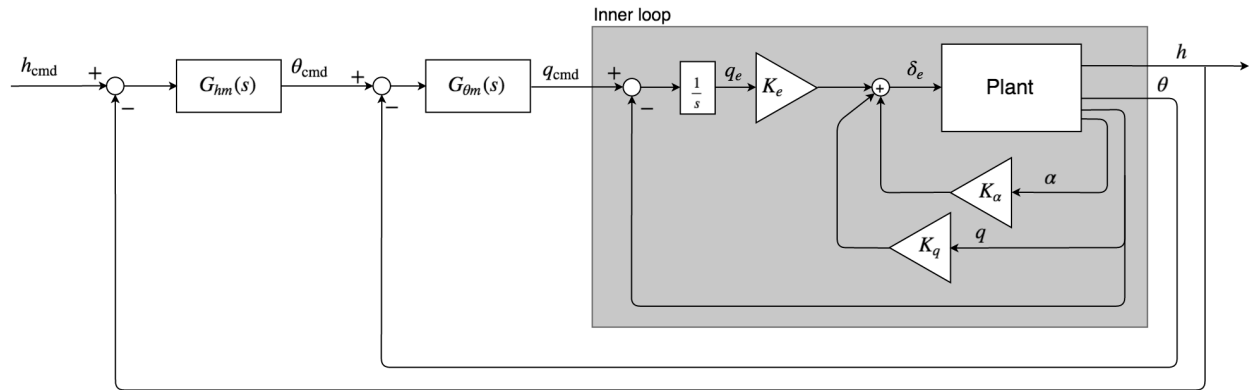 Inner loop
h_cmd
+
−
G_hm(s)
θ_cmd
+
−
G_θm(s)
q_cmd
+
−
1/s
q_e
K_e
+
δ_e
Plant
h
θ
K_α
α
K_q
q